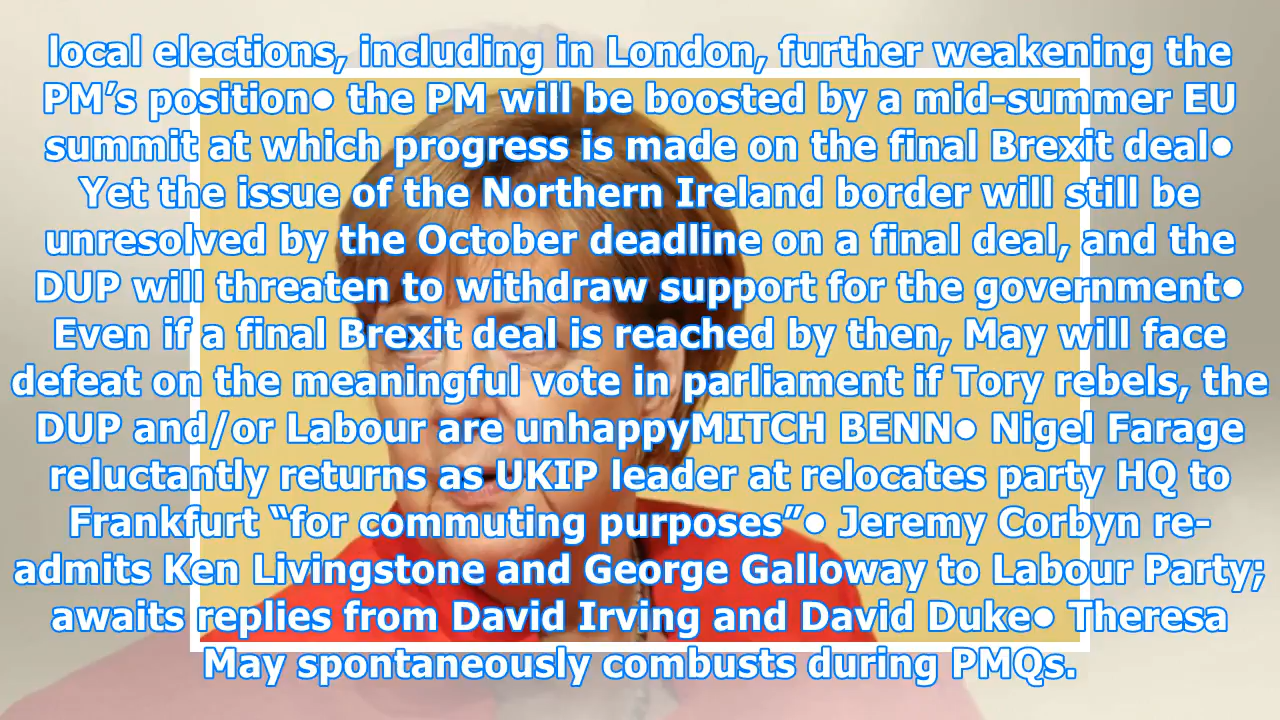 local elections, including in London, further weakening the
PM’s position● the PM will be boosted by a mid-summer EU
summit at which progress is made on the final Brexit deal●
Yet the issue of the Northern Ireland border will still be
unresolved by the October deadline on a final deal, and the
DUP will threaten to withdraw support for the government●
Even if a final Brexit deal is reached by then, May will face
defeat on the meaningful vote in parliament if Tory rebels, the
DUP and/or Labour are unhappyMITCH BENN● Nigel Farage
reluctantly returns as UKIP leader at relocates party HQ to
Frankfurt “for commuting purposes”● Jeremy Corbyn re-
admits Ken Livingstone and George Galloway to Labour Party;
awaits replies from David Irving and David Duke● Theresa
May spontaneously combusts during PMQs.